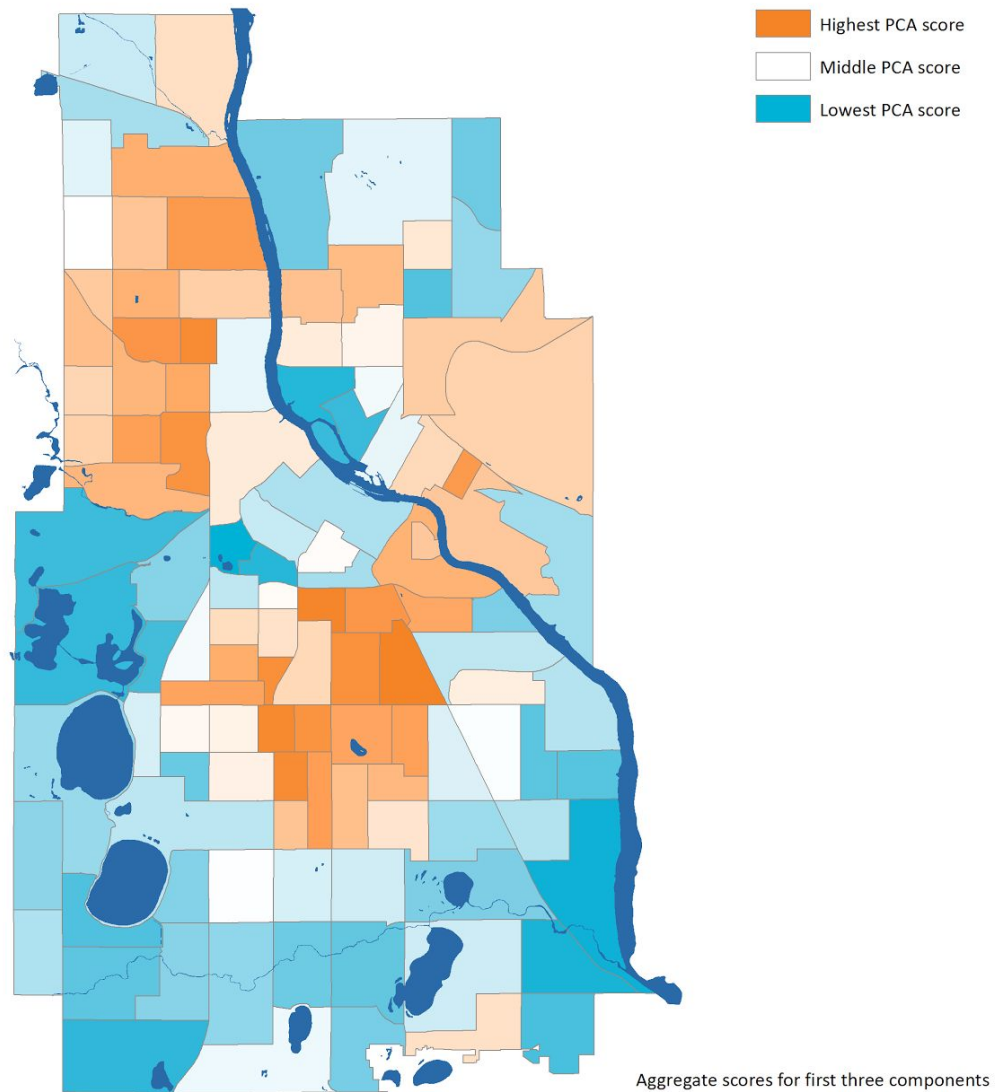 Highest PCA score
Middle PCA score
Lowest PCA score
Aggregate scores for first three components